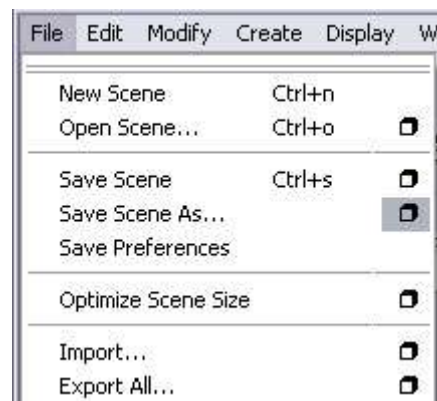 File Edit Modify Create Display W
New Scene Ctrl+n
Open Scene... Ctrl+o
Save Scene Ctrl+s
Save Scene As...
Save Preferences
Optimize Scene Size
Import...
Export All...